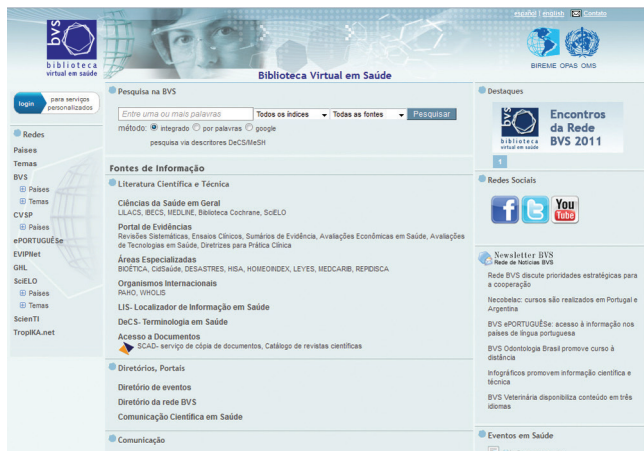 español | english | Contato
bvs
biblioteca
virtual em saúde
Biblioteca Virtual em Saúde
BIREME OPAS OMS
login
para serviços
personalizados
Redes
Países
Temas
BVS
Países
Temas
CVSP
Países
ePORTUGUÊSe
EVIPNet
GHL
SciELO
Países
Temas
ScienTI
TropIKA.net
Pesquisa na BVS
Entre uma ou mais palavras
Todos os índices
Todas as fontes
Pesquisar
método: integrado por palavras google
pesquisa via descritores DeCS/MeSH
Fontes de Informação
Literatura Científica e Técnica
Ciências da Saúde em Geral
LILACS, IBECS, MEDLINE, Biblioteca Cochrane, SciELO
Portal de Evidências
Revisões Sistemáticas, Ensaios Clínicos, Sumários de Evidência, Avaliações Econômicas em Saúde, Avaliações
de Tecnologias em Saúde, Diretrizes para Prática Clínica
Áreas Especializadas
BIOÉTICA, CidSaúde, DESASTRES, HISA, HOMEOINDEX, LEYES, MEDCARIB, REPIDISCA
Organismos Internacionais
PAHO, WHOLIS
LIS- Localizador de Informação em Saúde
DeCS- Terminologia em Saúde
Acesso a Documentos
SCAD- serviço de cópia de documentos, Catálogo de revistas científicas
Diretórios, Portais
Diretório de eventos
Diretório da rede BVS
Comunicação Científica em Saúde
Comunicação
Destaques
bvs
biblioteca
virtual em saúde
Encontros
da Rede
BVS 2011
1
Redes Sociais
f
You
Tube
Newsletter BVS
Rede de Notícias BVS
Rede BVS discute prioridades estratégicas para
a cooperação
Necobelac: cursos são realizados em Portugal e
Argentina
BVS ePORTUGUÊSe: acesso à informação nos
países de língua portuguesa
BVS Odontologia Brasil promove curso à
distância
Infográficos promovem informação científica e
técnica
BVS Veterinária disponibiliza conteúdo em três
idiomas
Eventos em Saúde